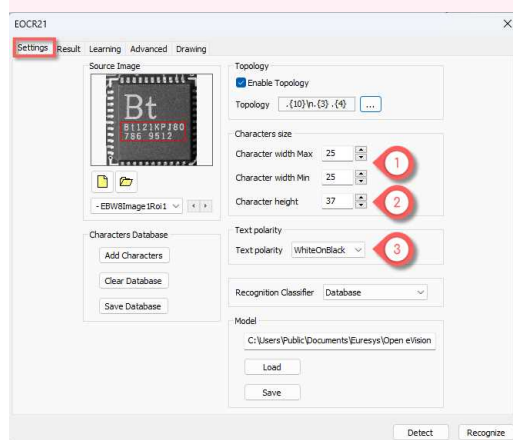 EOCR21
Settings Result Learning Advanced Drawing
Source Image
Bt
Bt121KPJ80
786 9512
-EBW8Image1Roi1
Characters Database
Add Characters
Clear Database
Save Database
Topology
Enable Topology
Topology .{10}\n.{3} .{4} ...
Characters size
Character width Max 25
1
Character width Min 25
Character height 37
2
Text polarity
Text polarity WhiteOnBlack
3
Recognition Classifier Database
Model
C:\Users\Public\Documents\Euresys\Open eVision
Load
Save
Detect Recognize